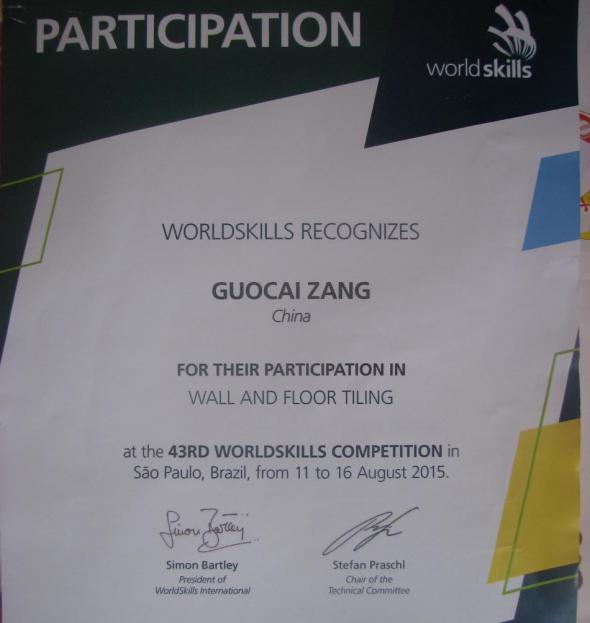 PARTICIPATION
worldskills
WORLDSKILLS RECOGNIZES
GUOCAI ZANG
China
FOR THEIR PARTICIPATION IN
WALL AND FLOOR TILING
at the 43RD WORLDSKILLS COMPETITION in
São Paulo, Brazil, from 11 to 16 August 2015.
Simon Bartley
Simon Bartley
President of
WorldSkills International
Stefan Praschl
Chair of the
Technical Committee